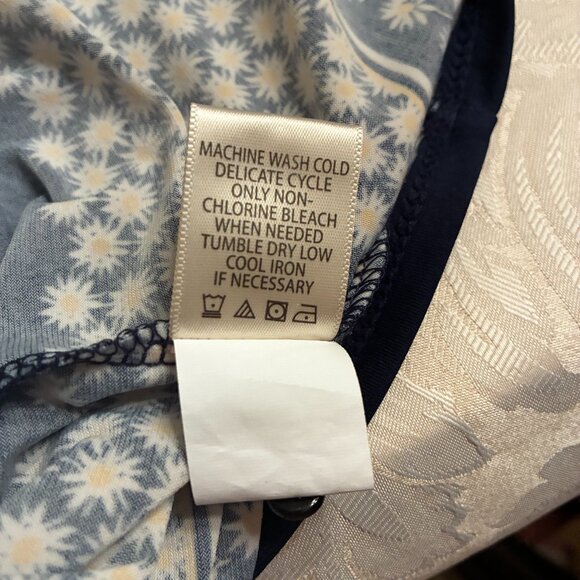 MACHINE WASH COLD
DELICATE CYCLE
ONLY NON-
CHLORINE BLEACH
WHEN NEEDED
TUMBLE DRY LOW
COOL IRON
IF NECESSARY